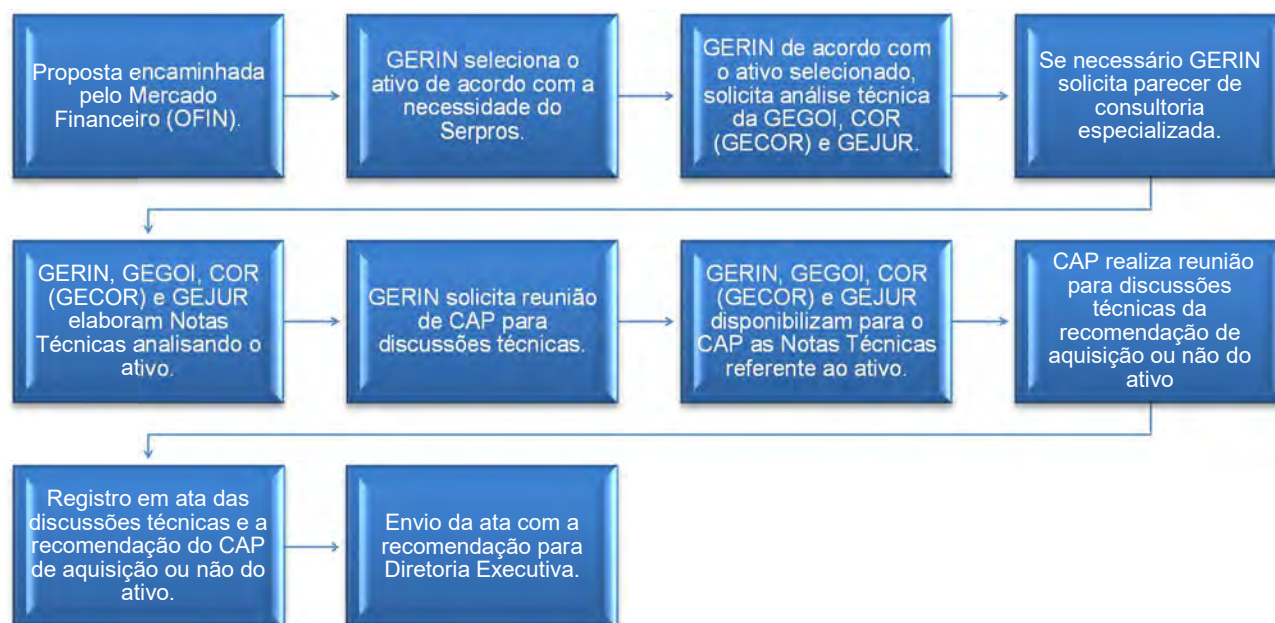 Proposta encaminhada
pelo Mercado
Financeiro (OFIN).
GERIN seleciona o
ativo de acordo com a
necessidade do
Serpros.
GERIN de acordo com
o ativo selecionado,
solicita análise técnica
da GEGOI, COR
(GECOR) e GEJUR.
Se necessário GERIN
solicita parecer de
consultoria
especializada.
GERIN, GEGOI, COR
(GECOR) e GEJUR
elaboram Notas
Técnicas analisando o
ativo.
GERIN solicita reunião
de CAP para
discussões técnicas.
GERIN, GEGOI, COR
(GECOR) e GEJUR
disponibilizam para o
CAP as Notas Técnicas
referente ao ativo.
CAP realiza reunião
para discussões
técnicas da
recomendação de
aquisição ou não do
ativo
Registro em ata das
discussões técnicas e a
recomendação do CAP
de aquisição ou não do
ativo.
Envio da ata com a
recomendação para
Diretoria Executiva.